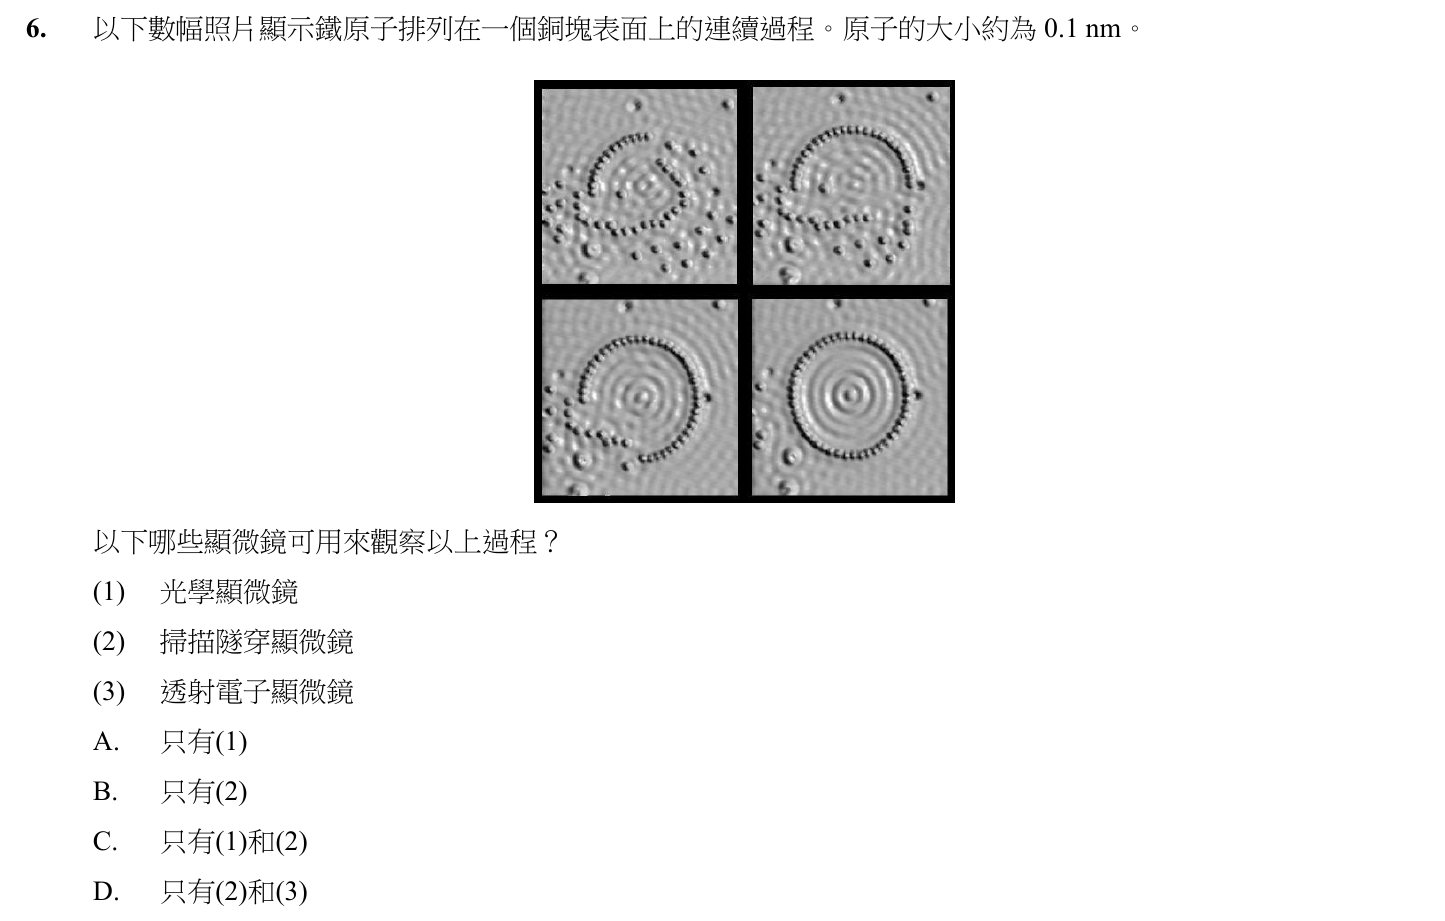 6. 以下數幅照片顯示鐵原子排列在一個銅塊表面上的連續過程。原子的大小約為 0.1 nm。
以下哪些顯微鏡可用來觀察以上過程？
(1) 光學顯微鏡
(2) 掃描隧穿顯微鏡
(3) 透射電子顯微鏡
A. 只有(1)
B. 只有(2)
C. 只有(1)和(2)
D. 只有(2)和(3)